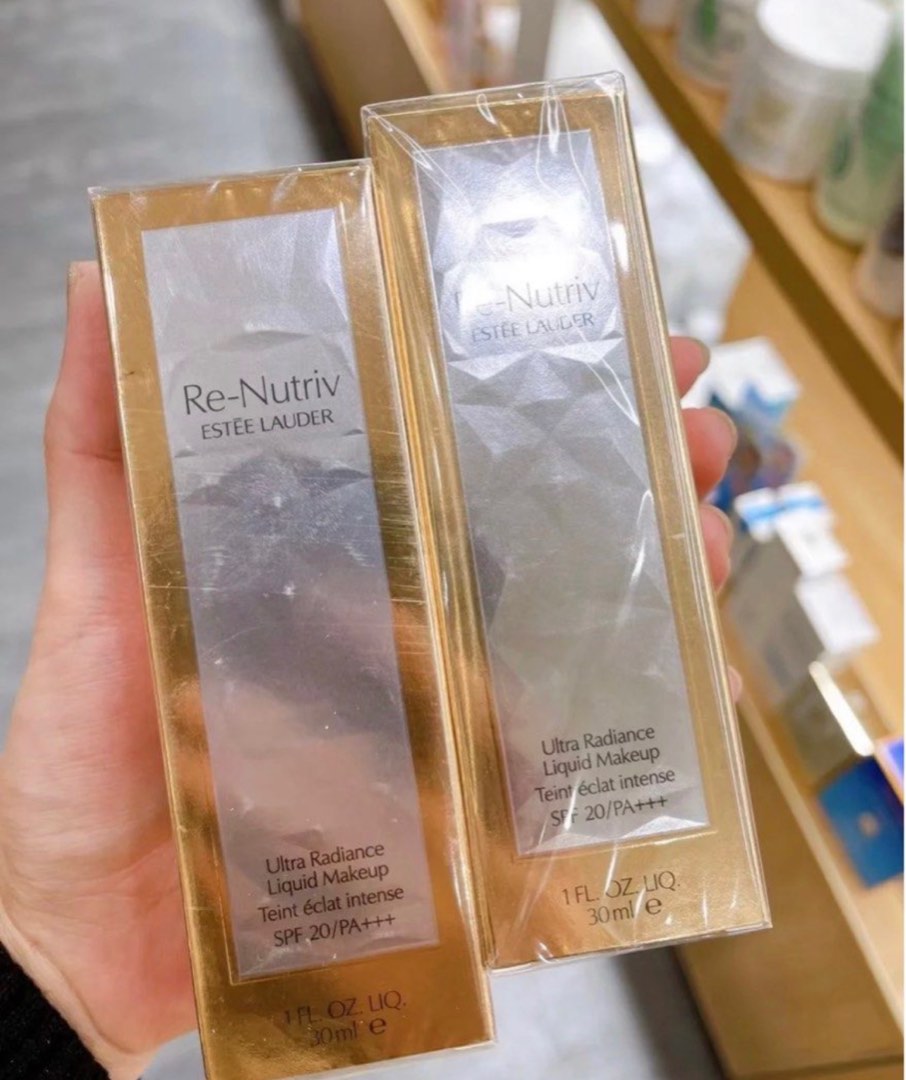 Re-Nutriv
ESTĒE LAUDER
Ultra Radiance
Liquid Makeup
Teint éclat intense
SPF 20/PA+++
1 FL. OZ. LIQ.
30ml e
Re-Nutriv
ESTĒE LAUDER
Ultra Radiance
Liquid Makeup
Teint éclat intense
SPF 20/PA+++
1 FL. OZ. LIQ.
30ml e